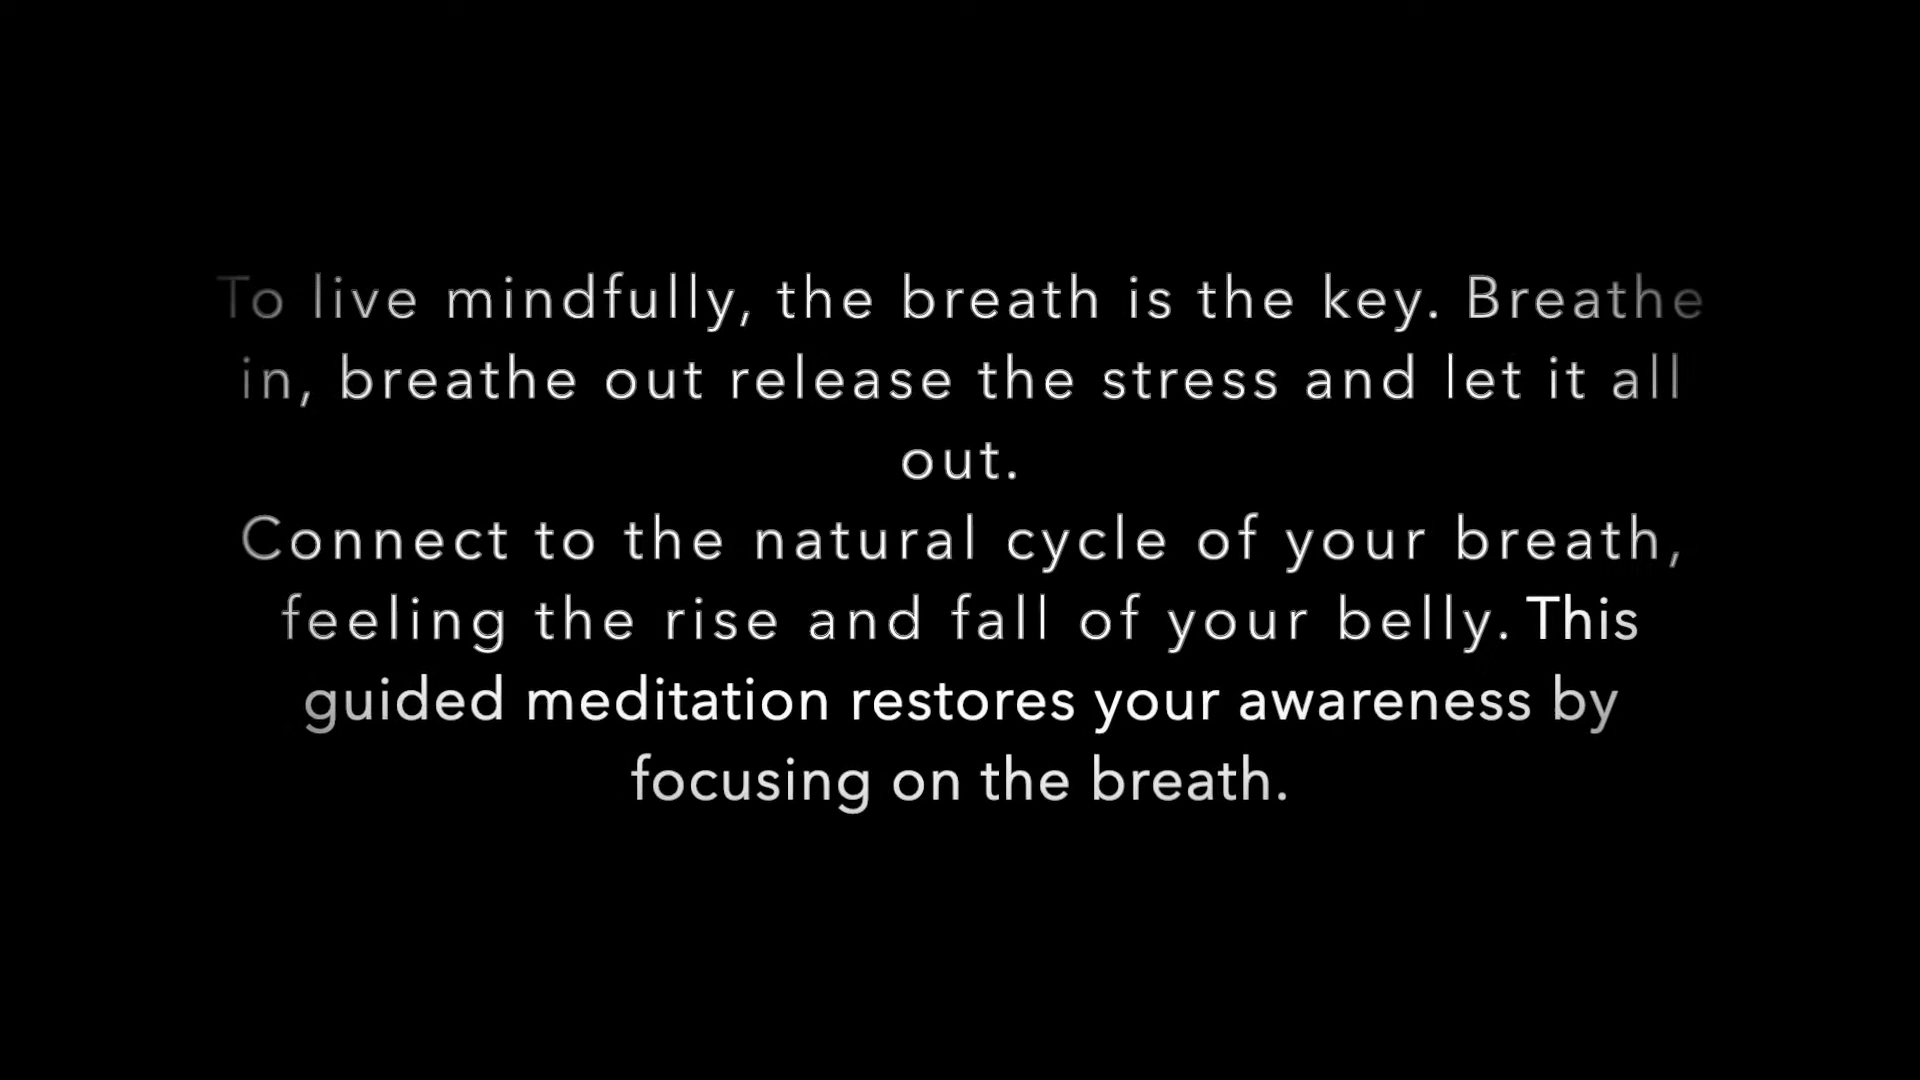 To live mindfully, the breath is the key. Breathe
in, breathe out release the stress and let it all
out.
Connect to the natural cycle of your breath,
feeling the rise and fall of your belly. This
guided meditation restores your awareness by
focusing on the breath.